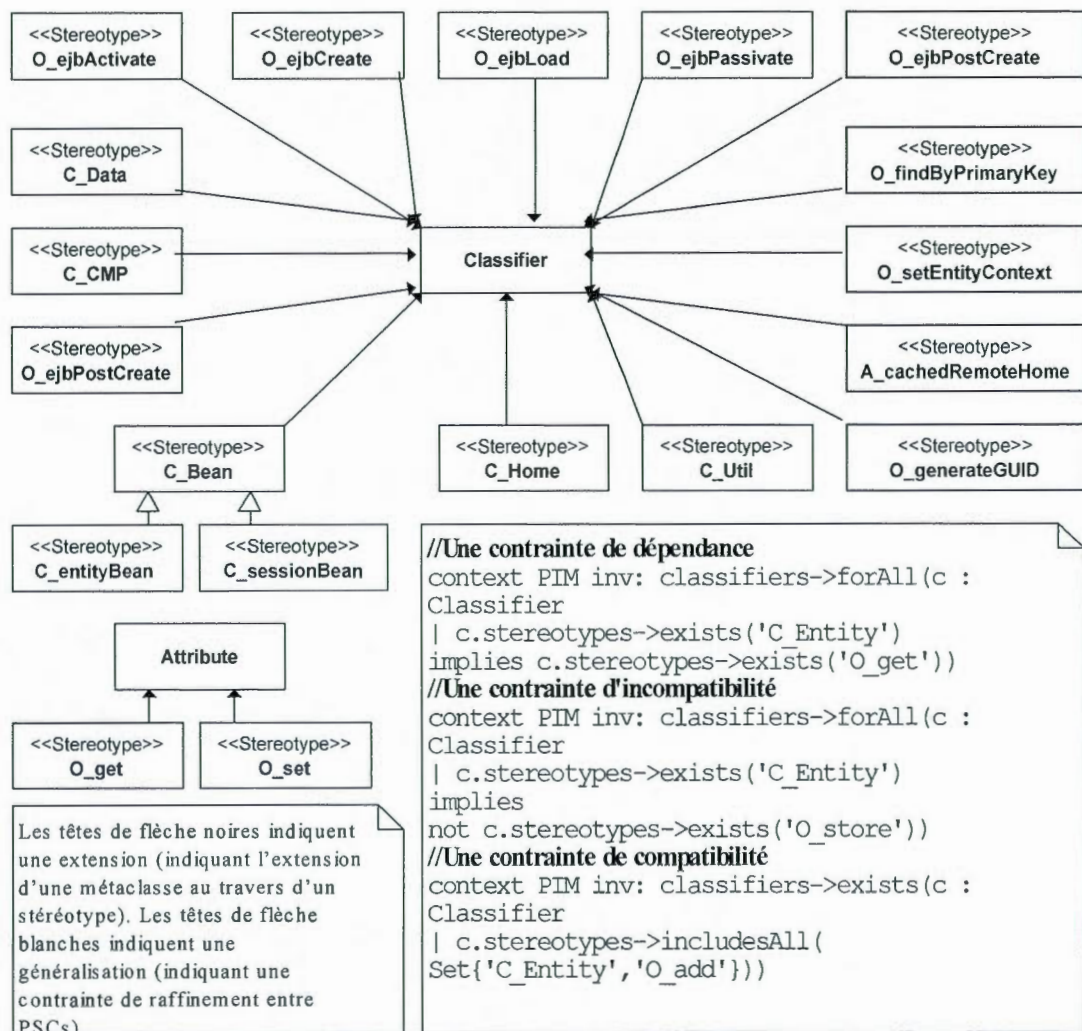 <<Stereotype>>
O_ejbActivate
<<Stereotype>>
O_ejbCreate
<<Stereotype>>
O_ejbLoad
<<Stereotype>>
O_ejbPassivate
<<Stereotype>>
O_ejbPostCreate
<<Stereotype>>
C_Data
<<Stereotype>>
O_findByPrimaryKey
<<Stereotype>>
C_CMP
Classifier
<<Stereotype>>
O_setEntityContext
<<Stereotype>>
O_ejbPostCreate
<<Stereotype>>
A_cachedRemoteHome
<<Stereotype>>
C_Bean
<<Stereotype>>
C_Home
<<Stereotype>>
C_Util
<<Stereotype>>
O_generateGUID
<<Stereotype>>
C_entityBean
<<Stereotype>>
C_sessionBean
Attribute
<<Stereotype>>
O_get
<<Stereotype>>
O_set
Les têtes de flèche noires indiquent
une extension (indiquant l'extension
d'une métaclasse au travers d'un
stéréotype). Les têtes de flèche
blanches indiquent une
généralisation (indiquant une
contrainte de raffinement entre
PSCs)
//Une contrainte de dépendance
context PIM inv: classifiers->forAll(c :
Classifier
| c.stereotypes->exists('C_Entity')
implies c.stereotypes->exists('O_get'))
//Une contrainte d'incompatibilité
context PIM inv: classifiers->forAll(c :
Classifier
| c.stereotypes->exists('C_Entity')
implies
not c.stereotypes->exists('O_store'))
//Une contrainte de compatibilité
context PIM inv: classifiers->exists(c :
Classifier
| c.stereotypes->includesAll(
Set{'C_Entity','O_add'}))